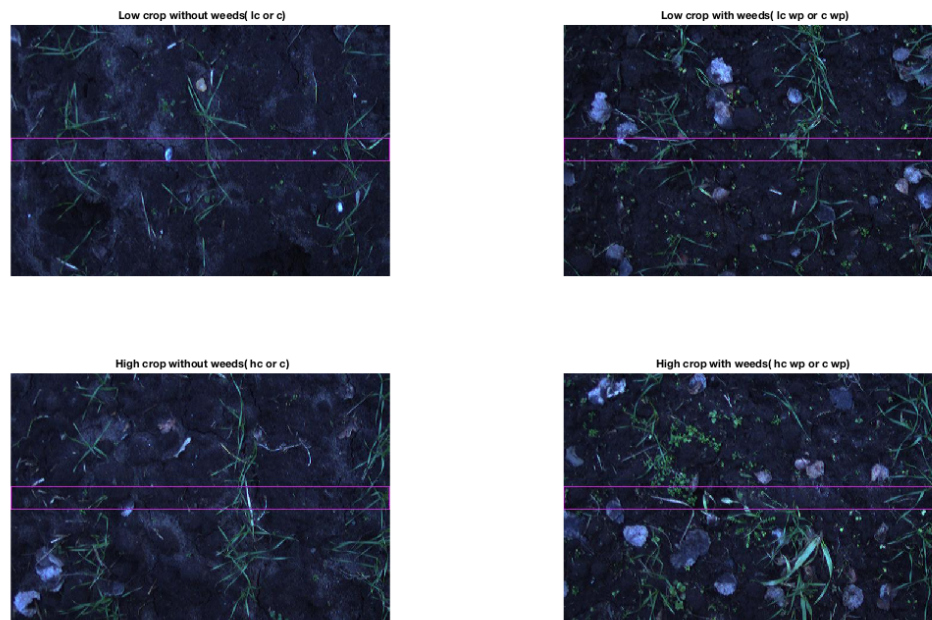 Low crop without weeds( lc or c)
Low crop with weeds( lc wp or c wp)
High crop without weeds( hc or c)
High crop with weeds( hc wp or c wp)